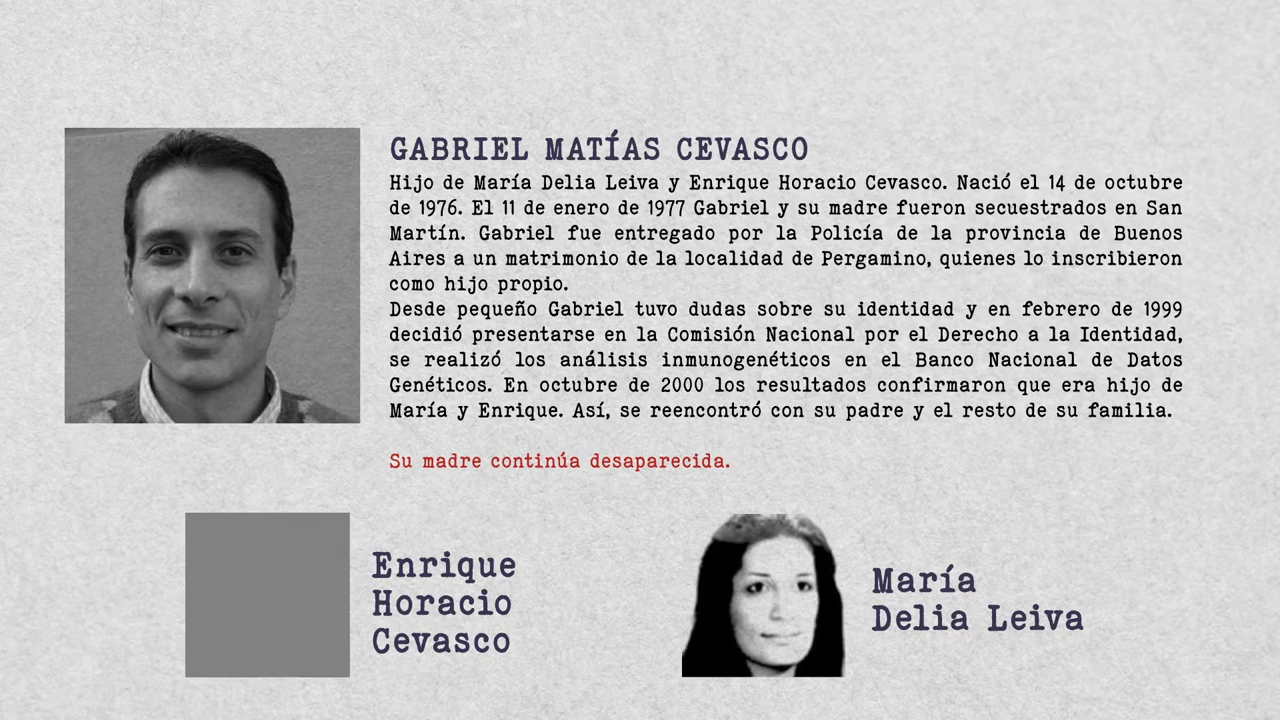 GABRIEL MATÍAS CEVASCO
Hijo de María Delia Leiva y Enrique Horacio Cevasco. Nació el 14 de octubre
de 1976. El 11 de enero de 1977 Gabriel y su madre fueron secuestrados en San
Martín. Gabriel fue entregado por la Policía de la provincia de Buenos
Aires a un matrimonio de la localidad de Pergamino, quienes lo inscribieron
como hijo propio.
Desde pequeño Gabriel tuvo dudas sobre su identidad y en febrero de 1999
decidió presentarse en la Comisión Nacional por el Derecho a la Identidad,
se realizó los análisis inmunogenéticos en el Banco Nacional de Datos
Genéticos. En octubre de 2000 los resultados confirmaron que era hijo de
María y Enrique. Así, se reencontró con su padre y el resto de su familia.
Su madre continúa desaparecida.
Enrique
Horacio
Cevasco
María
Delia Leiva